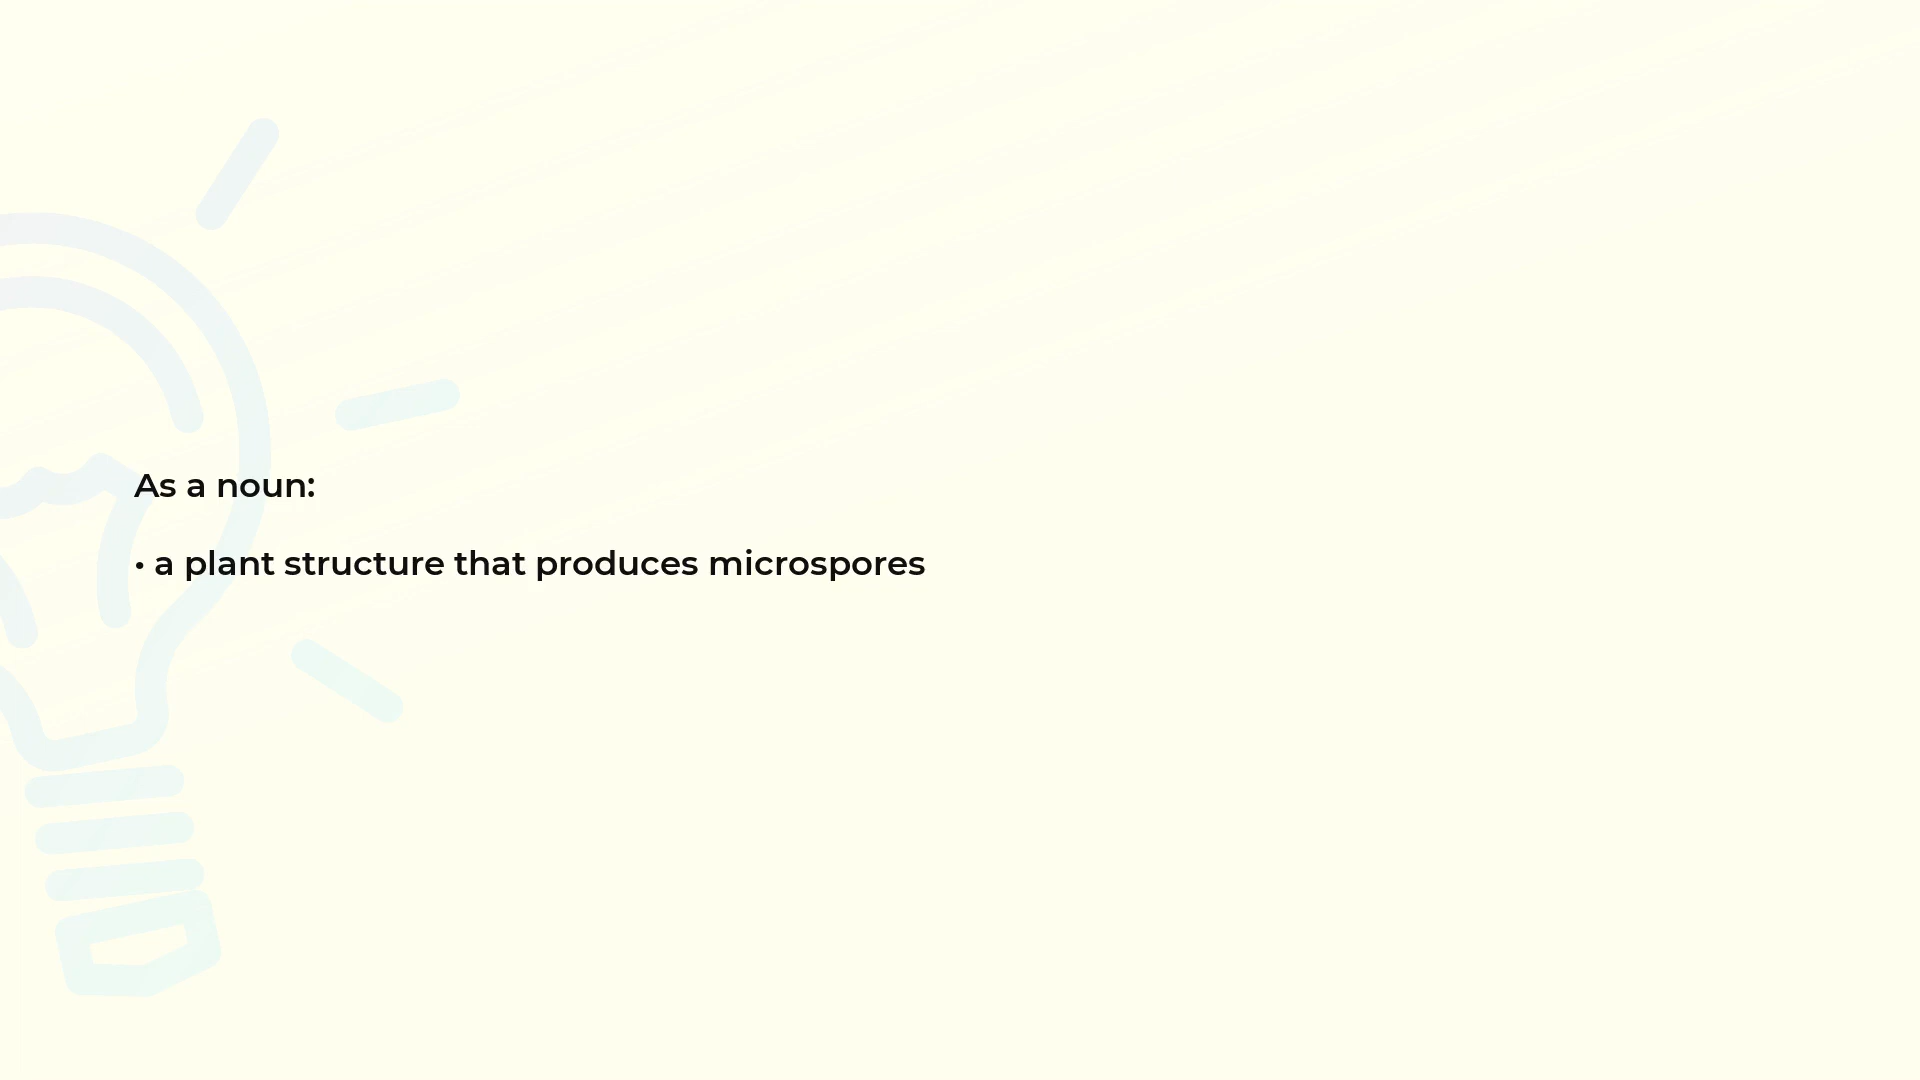 As a noun:
• a plant structure that produces microspores